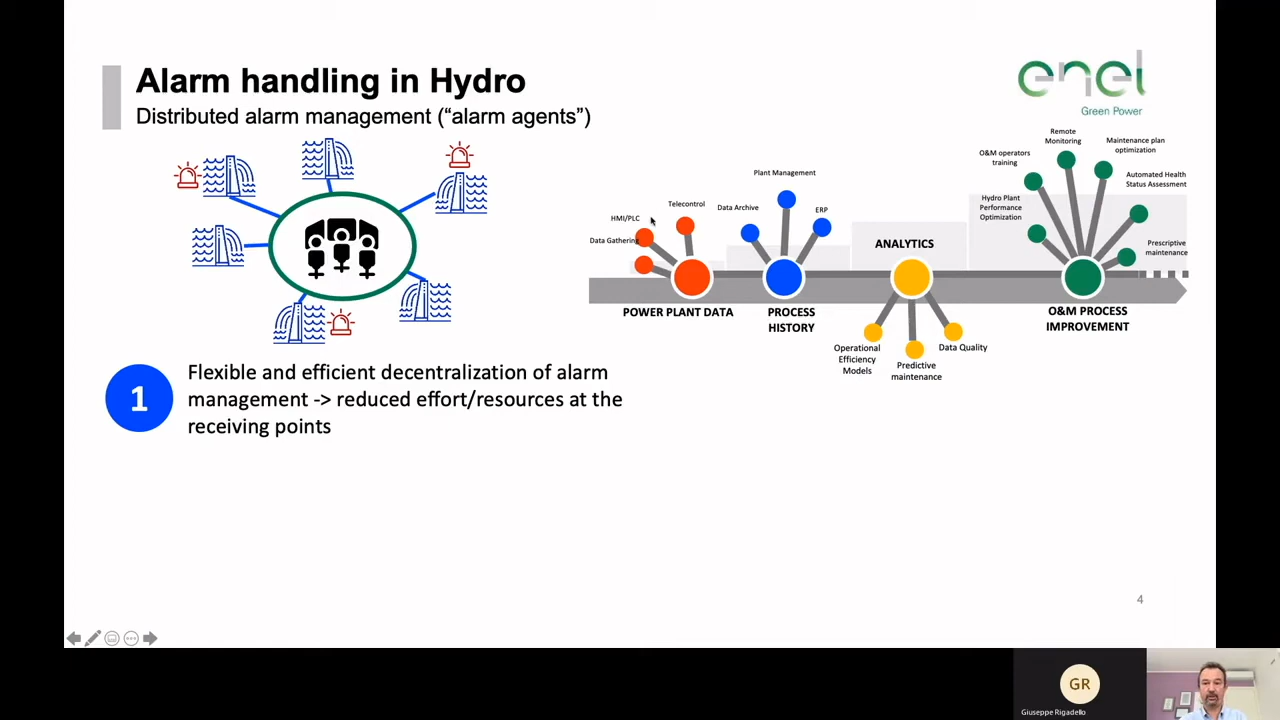 Alarm handling in Hydro
Distributed alarm management (“alarm agents”)
enel
Green Power
1
Flexible and efficient decentralization of alarm
management -> reduced effort/resources at the
receiving points
Data Gathering
HMI/PLC
Telecontrol
POWER PLANT DATA
Data Archive
Plant Management
ERP
PROCESS
HISTORY
ANALYTICS
Operational
Efficiency
Models
Predictive
maintenance
Data Quality
Hydro Plant
Performance
Optimization
O&M operators
training
Remote
Monitoring
Maintenance plan
optimization
Automated Health
Status Assessment
Prescriptive
maintenance
O&M PROCESS
IMPROVEMENT
4
GR
Giuseppe Rigadello